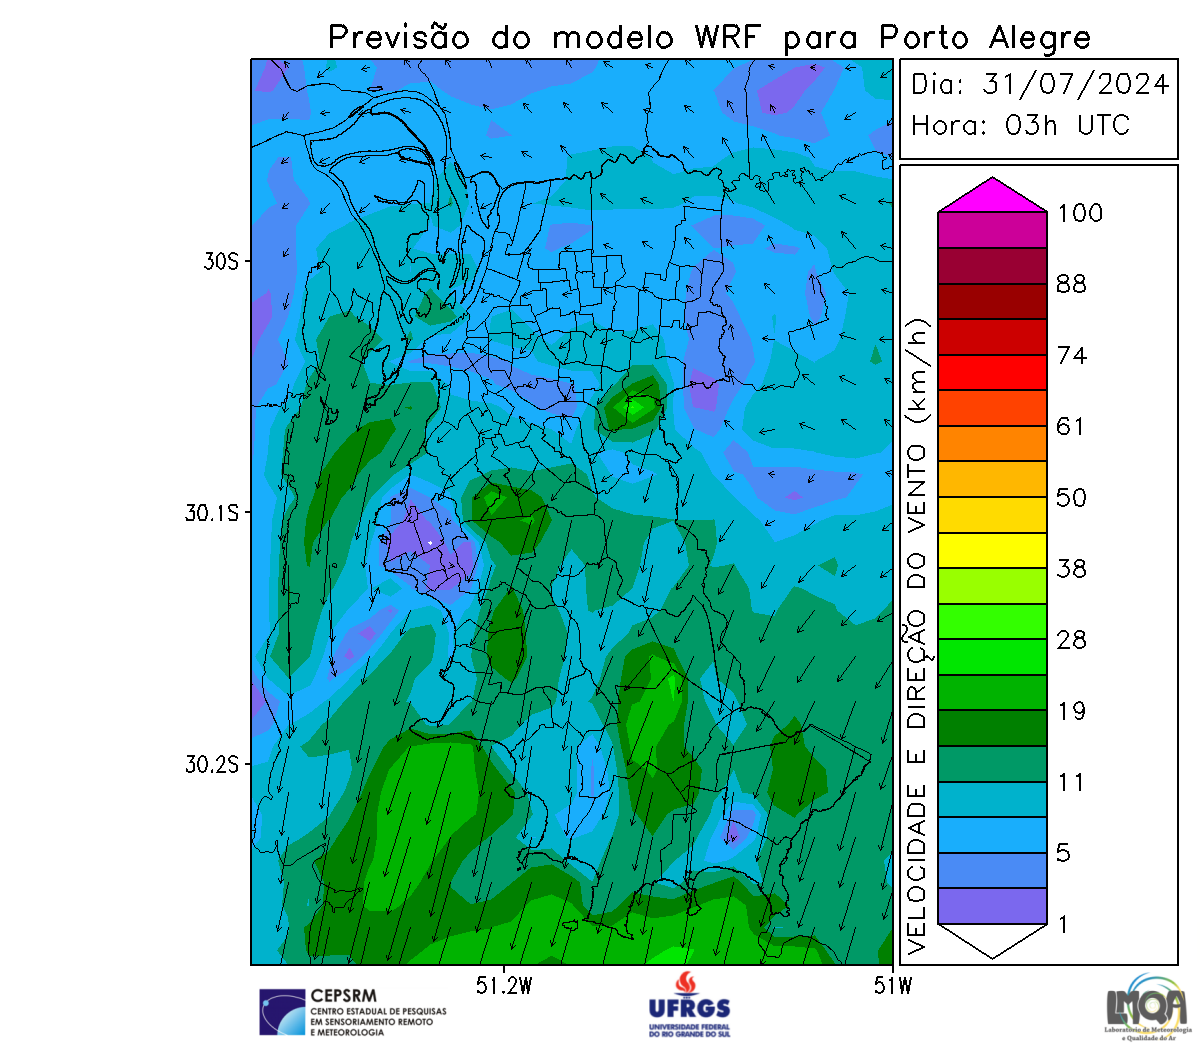 Previsão do modelo WRF para Porto Alegre
Dia: 31/07/2024
Hora: 03h UTC
100
88
74
61
50
38
28
19
11
5
1
VELOCIDADE E DIREÇÃO DO VENTO (km/h)
30S
30.1S
30.2S
51.2W
51W
CEPSRM
CENTRO ESTADUAL DE PESQUISAS
EM SENSORIAMENTO REMOTO
E METEOROLOGIA
UFRGS
UNIVERSIDADE FEDERAL
DO RIO GRANDE DO SUL
LMQA
Laboratório de Meteorologia
e Qualidade do Ar